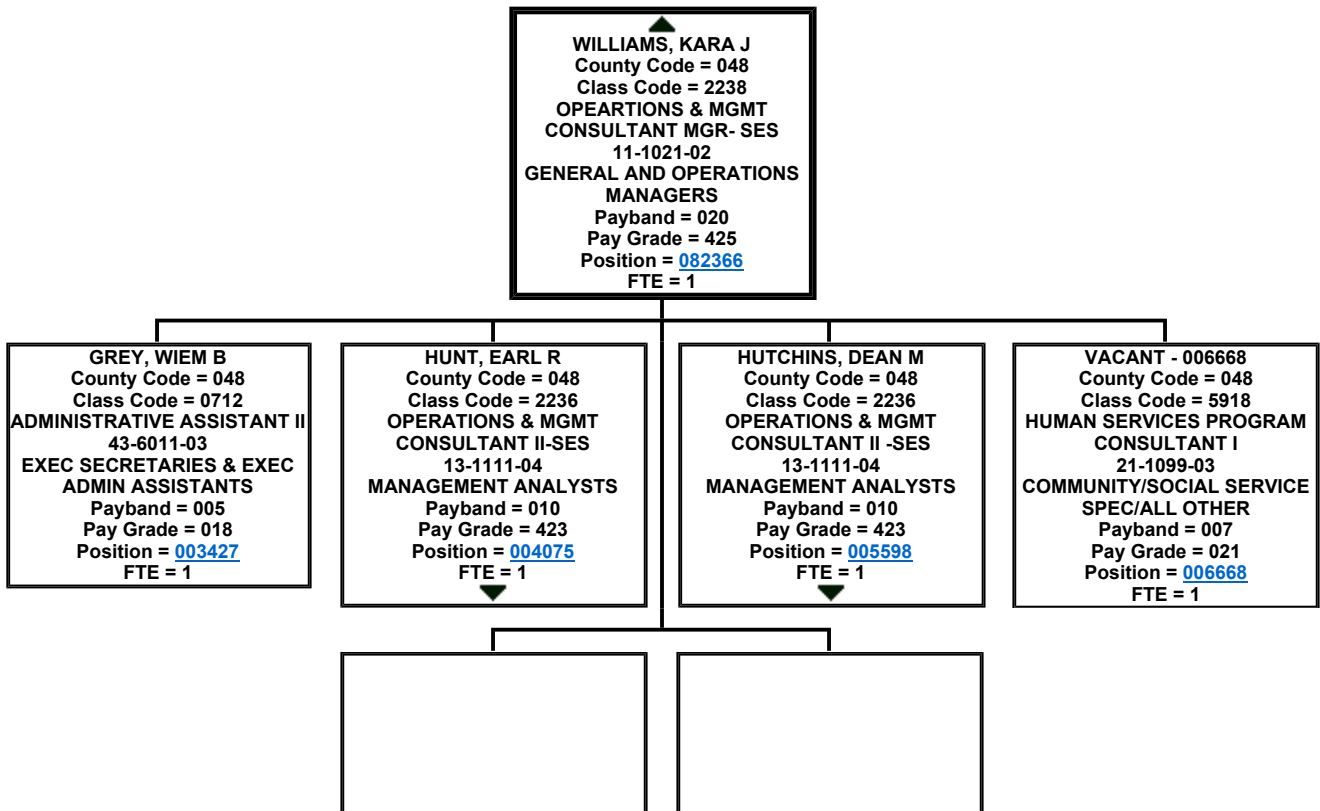 WILLIAMS, KARA J
County Code = 048
Class Code = 2238
OPEARTIONS & MGMT
CONSULTANT MGR- SES
11-1021-02
GENERAL AND OPERATIONS
MANAGERS
Payband = 020
Pay Grade = 425
Position = 082366
FTE = 1
GREY, WIEM B
County Code = 048
Class Code = 0712
ADMINISTRATIVE ASSISTANT II
43-6011-03
EXEC SECRETARIES & EXEC
ADMIN ASSISTANTS
Payband = 005
Pay Grade = 018
Position = 003427
FTE = 1
HUNT, EARL R
County Code = 048
Class Code = 2236
OPERATIONS & MGMT
CONSULTANT II-SES
13-1111-04
MANAGEMENT ANALYSTS
Payband = 010
Pay Grade = 423
Position = 004075
FTE = 1
HUTCHINS, DEAN M
County Code = 048
Class Code = 2236
OPERATIONS & MGMT
CONSULTANT II -SES
13-1111-04
MANAGEMENT ANALYSTS
Payband = 010
Pay Grade = 423
Position = 005598
FTE = 1
VACANT - 006668
County Code = 048
Class Code = 5918
HUMAN SERVICES PROGRAM
CONSULTANT I
21-1099-03
COMMUNITY/SOCIAL SERVICE
SPEC/ALL OTHER
Payband = 007
Pay Grade = 021
Position = 006668
FTE = 1